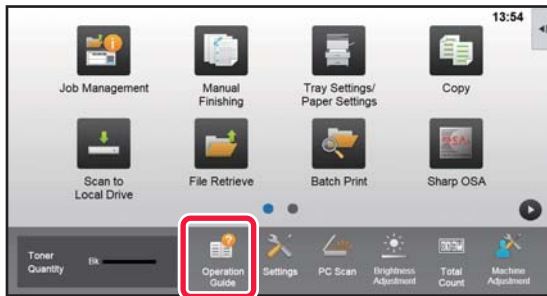 13:54
Job Management
Manual
Finishing
Tray Settings/
Paper Settings
Copy
Scan to
Local Drive
File Retrieve
Batch Print
Sharp OSA
OSA
Toner
Quantity
Bk
Operation
Guide
Settings
PC Scan
Brightness
Adjustment
Total
Count
Machine
Adjustment